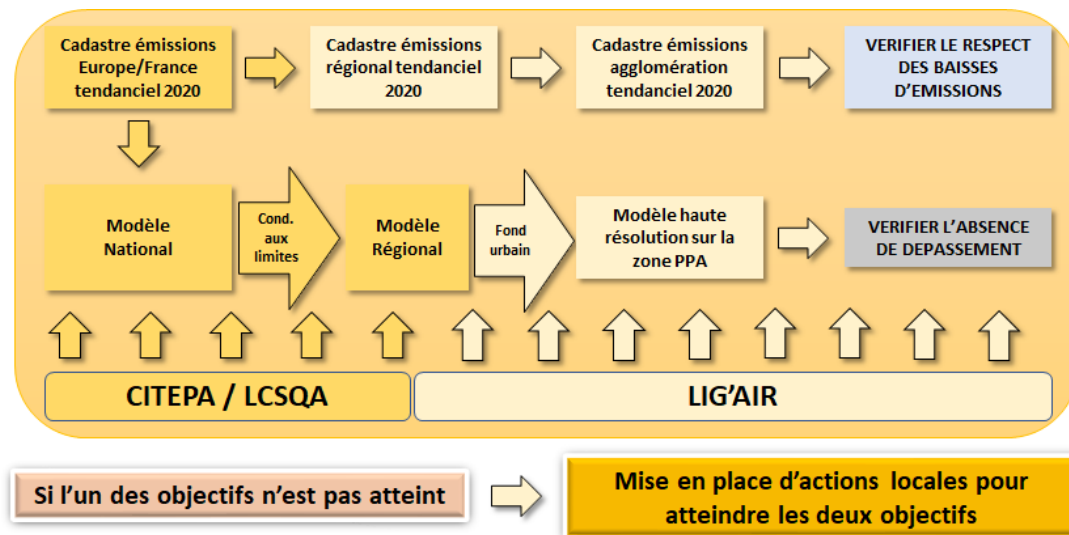 Cadastre émissions
Europe/France
tendanciel 2020
Cadastre émissions
régional tendanciel
2020
Cadastre émissions
agglomération
tendanciel 2020
VERIFIER LE RESPECT
DES BAISSES
D'EMISSIONS
Modèle
National
Cond.
aux
limites
Modèle
Régional
Fond
urbain
Modèle haute
résolution sur la
zone PPA
VERIFIER L'ABSENCE
DE DEPASSEMENT
CITEPA / LCSQA
LIG'AIR
Si l'un des objectifs n'est pas atteint
Mise en place d'actions locales pour
atteindre les deux objectifs